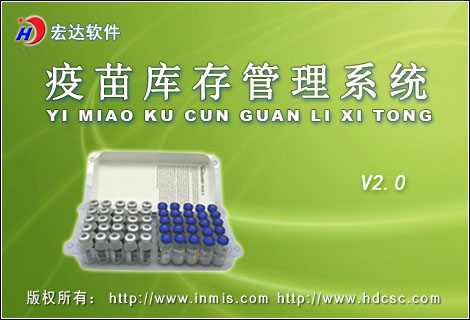 宏达软件
疫苗库存管理系统
YI MIAO KU CUN GUAN LI XI TONG
V2.0
版权所有： http://www.inmis.com http://www.hdcsc.com